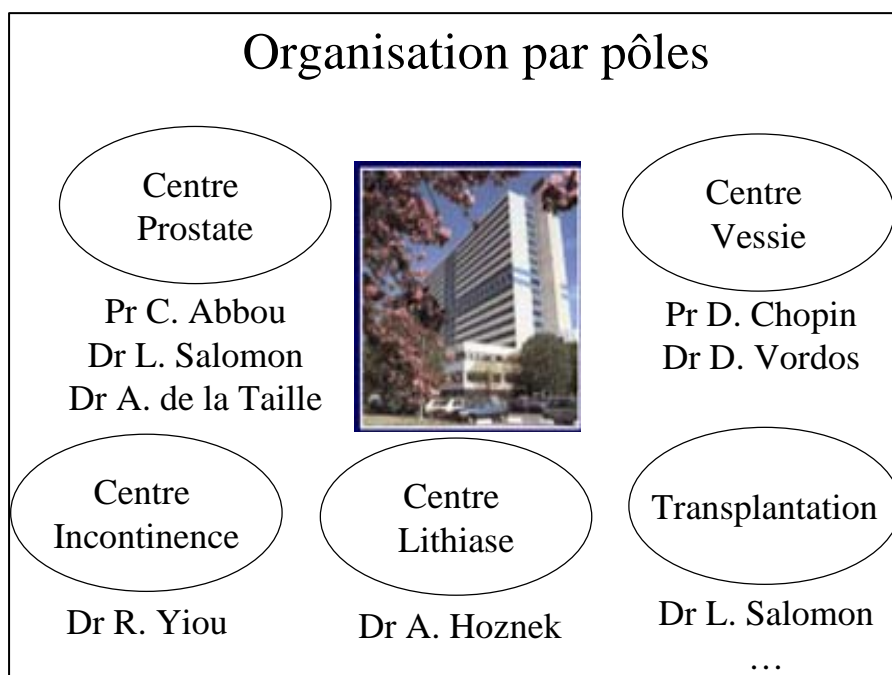 Organisation par pôles
Centre
Prostate
Pr C. Abbou
Dr L. Salomon
Dr A. de la Taille
Centre
Vessie
Pr D. Chopin
Dr D. Vordos
Centre
Incontinence
Dr R. Yiou
Centre
Lithiase
Dr A. Hoznek
Transplantation
Dr L. Salomon
…